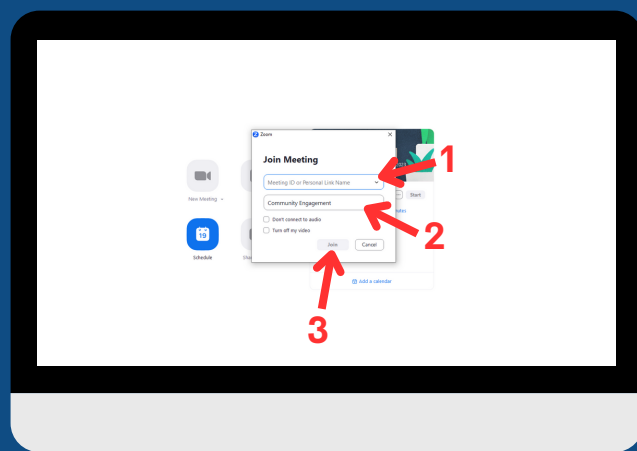 Zoom
Join Meeting
1
Meeting ID or Personal Link Name
New Meeting
Start
Community Engagement
2
Don't connect to audio
Turn off my video
19
Join
Cancel
Schedule
Add a calendar
3